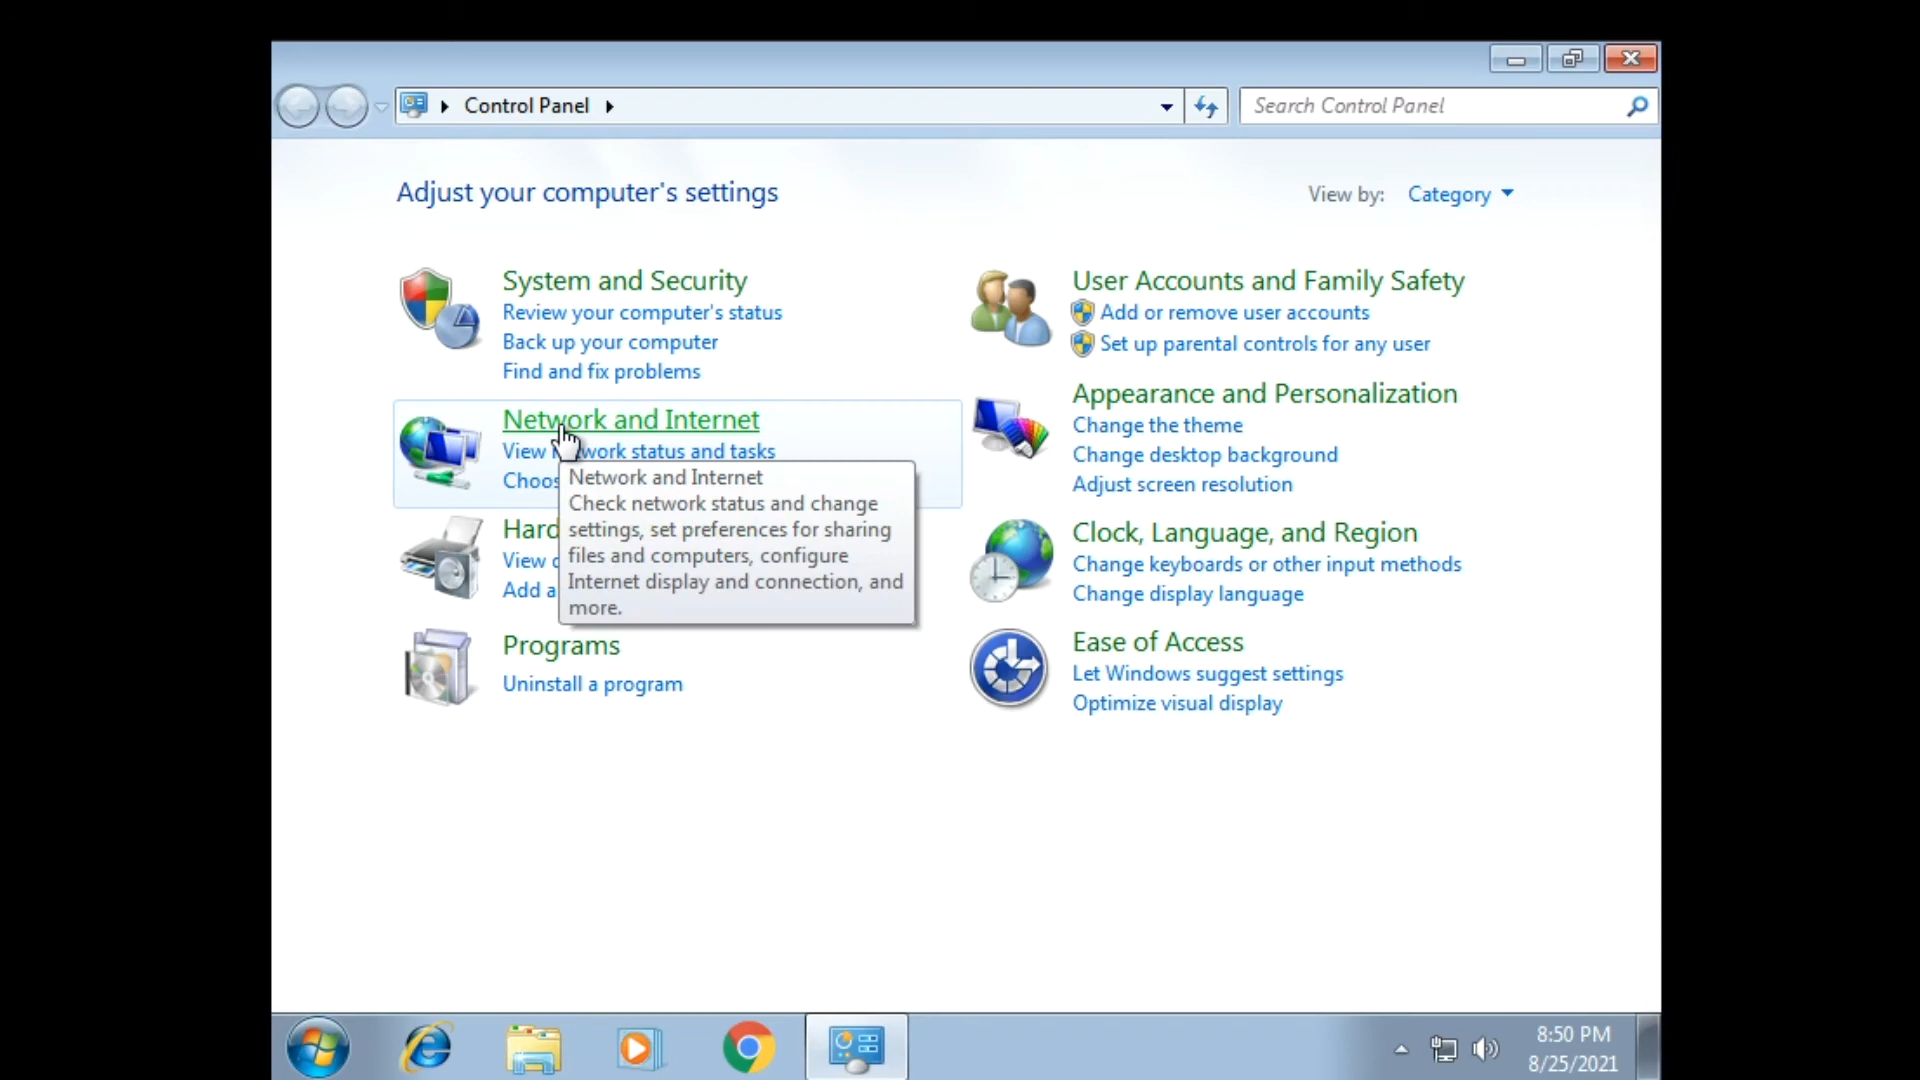 Control Panel
Search Control Panel
Adjust your computer's settings
View by: Category
System and Security
Review your computer's status
Back up your computer
Find and fix problems
Network and Internet
View network status and tasks
Network and Internet
Check network status and change
settings, set preferences for sharing
files and computers, configure
Internet display and connection, and
more.
Programs
Uninstall a program
User Accounts and Family Safety
Add or remove user accounts
Set up parental controls for any user
Appearance and Personalization
Change the theme
Change desktop background
Adjust screen resolution
Clock, Language, and Region
Change keyboards or other input methods
Change display language
Ease of Access
Let Windows suggest settings
Optimize visual display
8:50 PM
8/25/2021